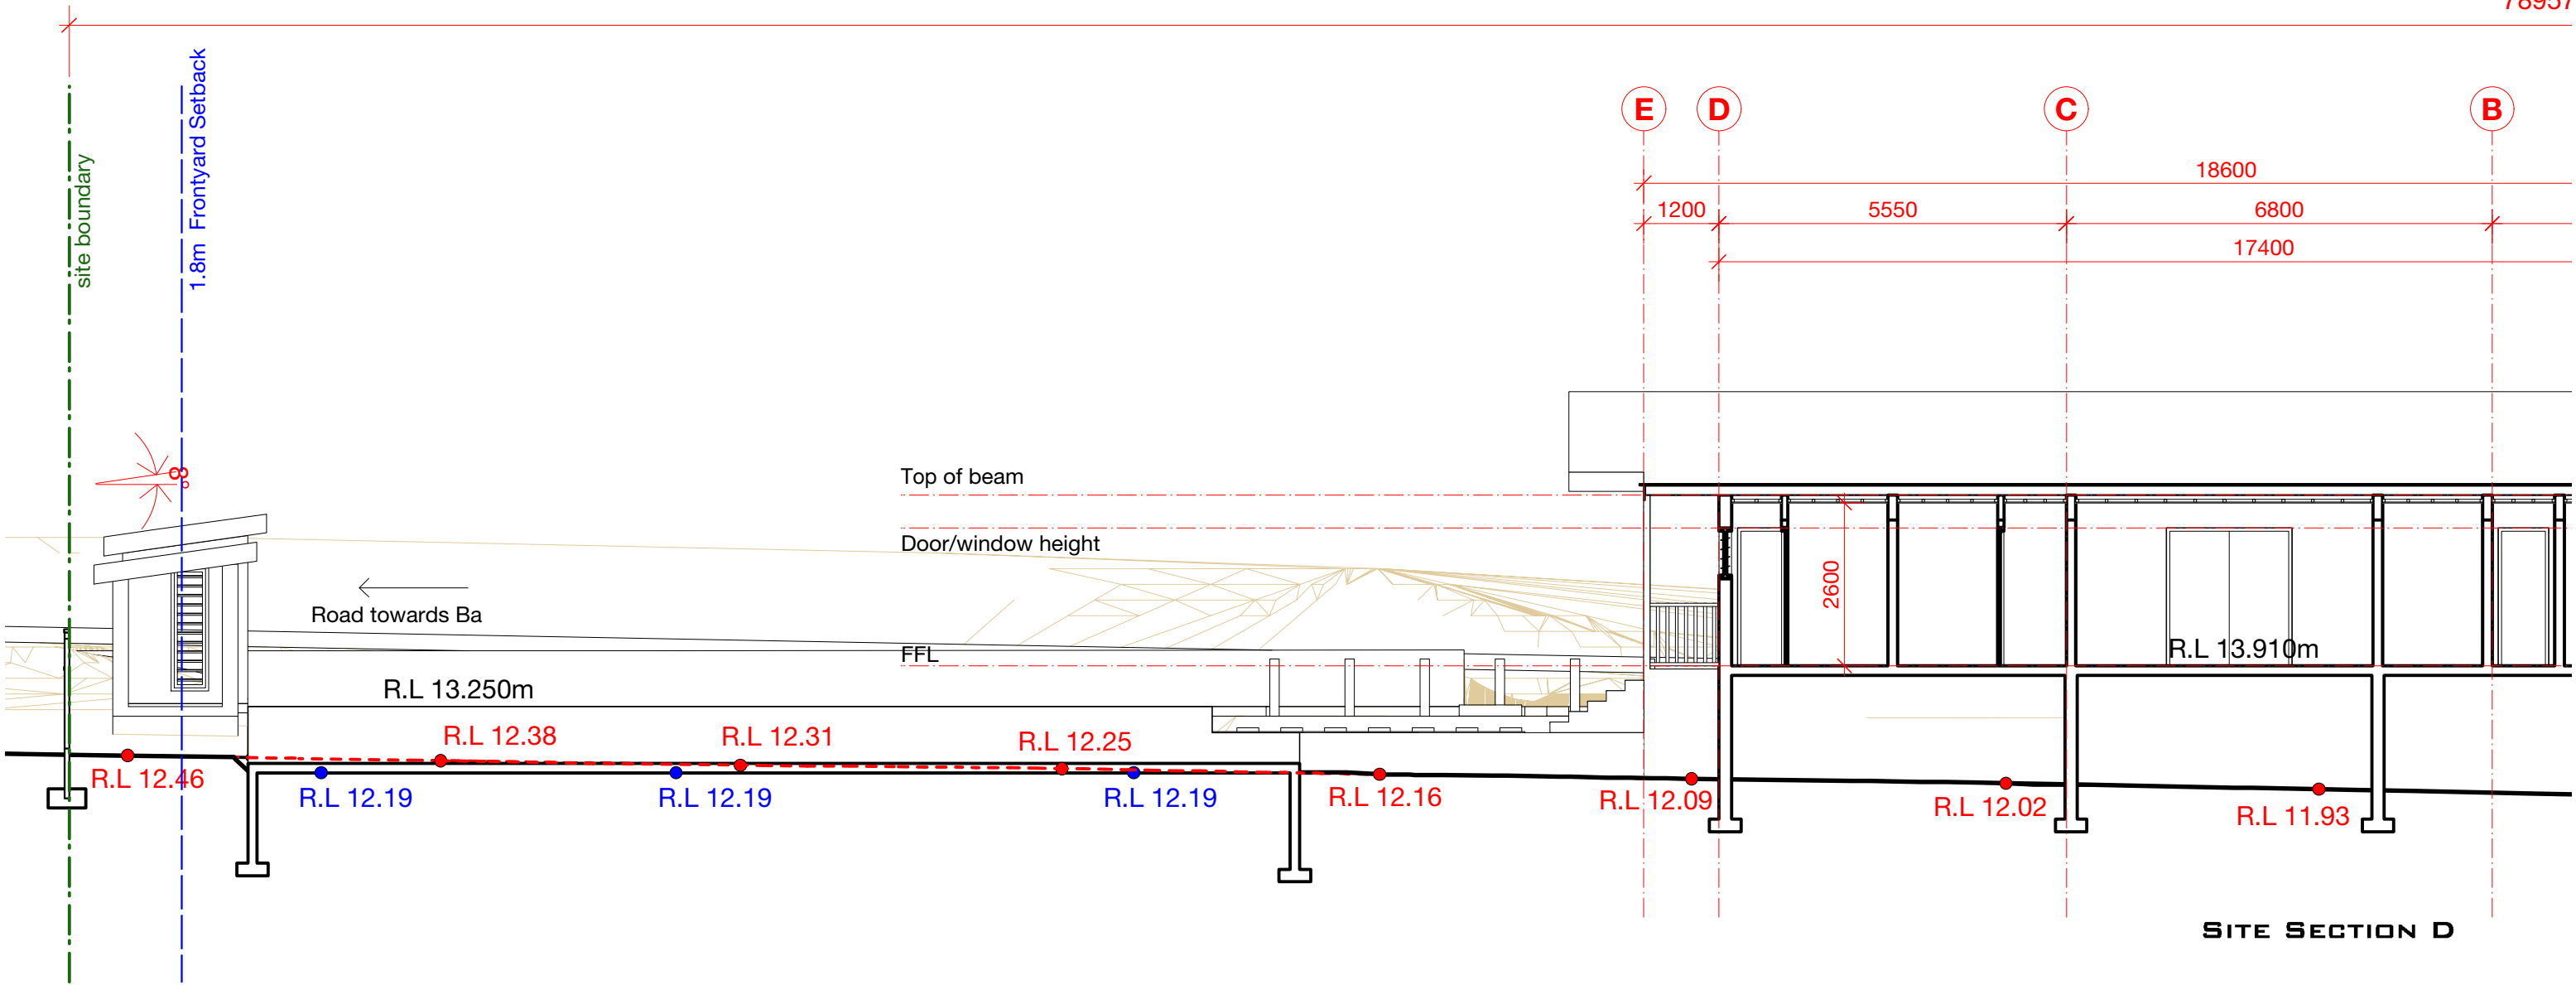 78957
site boundary
1.8m Frontyard Setback
E
D
C
B
18600
1200
5550
6800
17400
8°
Top of beam
Door/window height
Road towards Ba
2600
FFL
R.L 13.910m
R.L 13.250m
R.L 12.38
R.L 12.31
R.L 12.25
R.L 12.46
R.L 12.19
R.L 12.19
R.L 12.19
R.L 12.16
R.L 12.09
R.L 12.02
R.L 11.93
SITE SECTION D